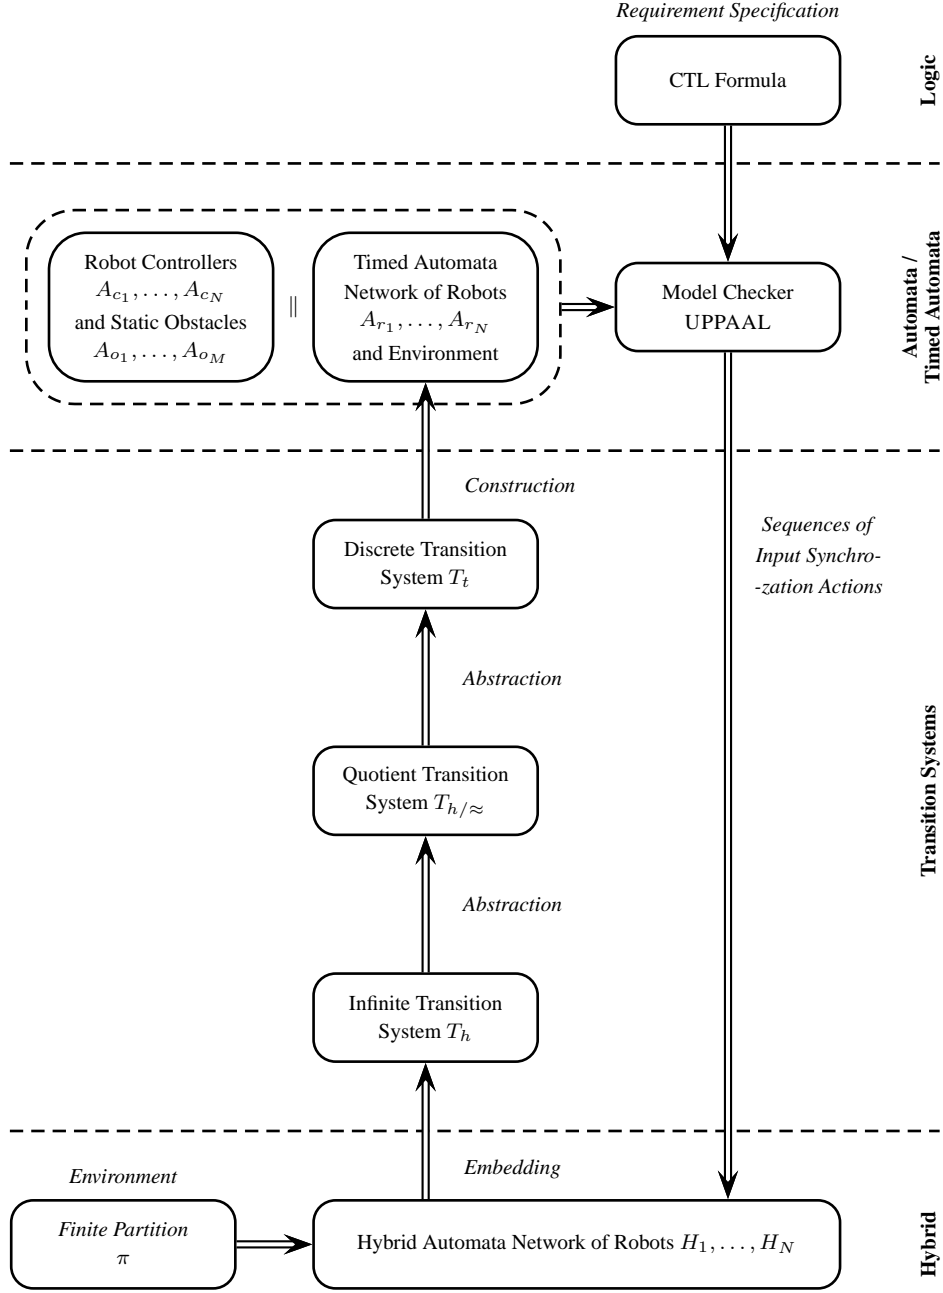 Requirement Specification
CTL Formula
Logic
Robot Controllers
A_{c_1}, . . . , A_{c_N}
and Static Obstacles
A_{o_1}, . . . , A_{o_M}
||
Timed Automata
Network of Robots
A_{r_1}, . . . , A_{r_N}
and Environment
Model Checker
UPPAAL
Automata /
Timed Automata
Construction
Discrete Transition
System T_t
Sequences of
Input Synchro-
-zation Actions
Abstraction
Quotient Transition
System T_{h/≈}
Abstraction
Infinite Transition
System T_h
Transition Systems
Environment
Embedding
Finite Partition
π
Hybrid Automata Network of Robots H_1, . . . , H_N
Hybrid